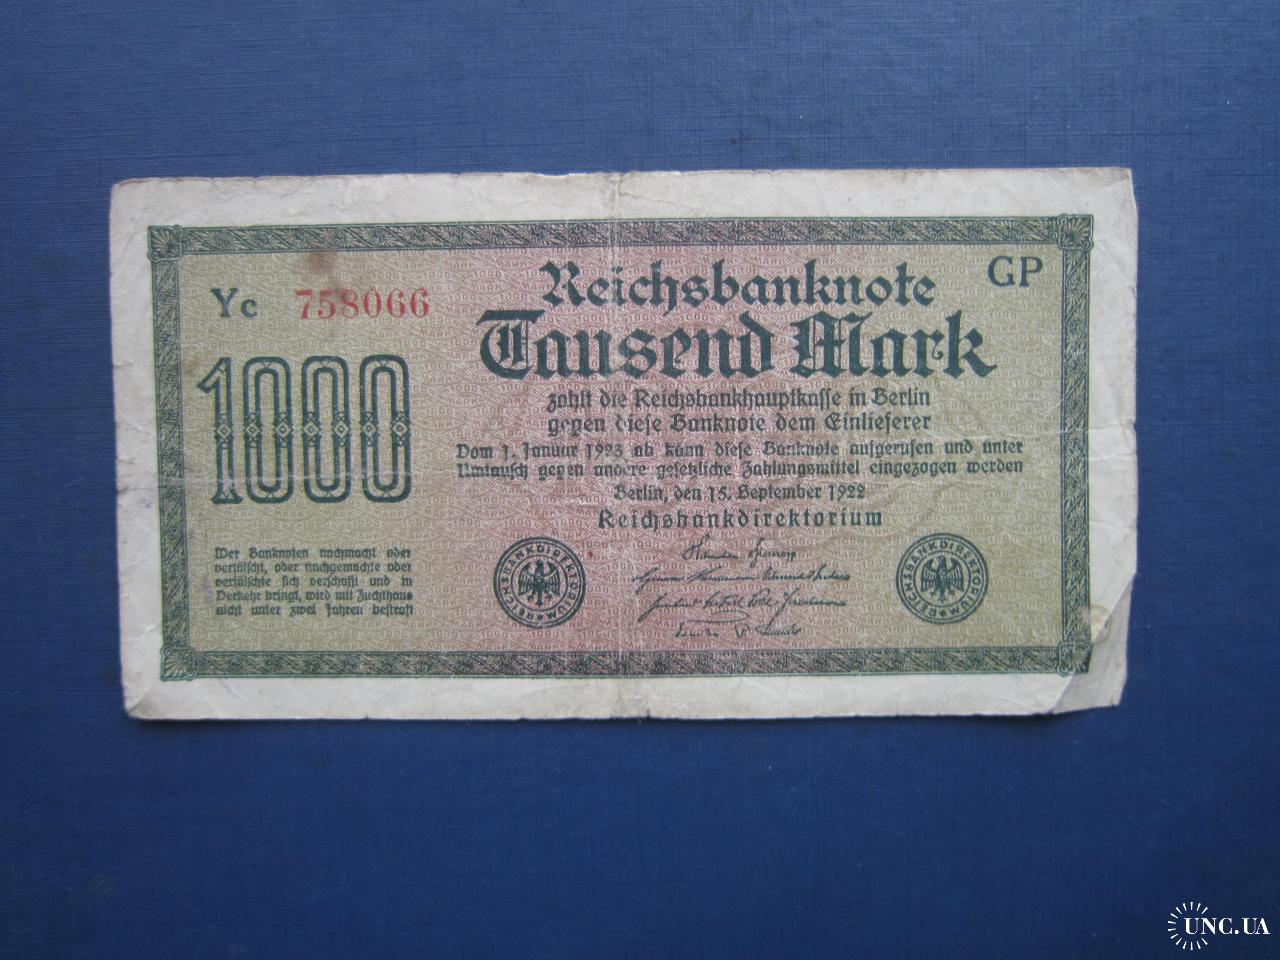 Yc 758066
GP
Reichsbanknote
Tausend Mark
1000
zahlt die Reichsbankhauptkasse in Berlin
gegen diese Banknote dem Einlieferer
Vom 1. Januar 1923 ab kann diese Banknote aufgerufen und unter
Umtausch gegen andere gesetzliche Zahlungsmittel eingezogen werden
Berlin, den 15. September 1922
Reichsbankdirektorium
Wer Banknoten nachmacht oder
verfälscht, oder nachgemachte oder
verfälschte sich verschafft und in
Verkehr bringt, wird mit Zuchthaus
nicht unter zwei Jahren bestraft
REICHSBANKDIREKTORIUM
REICHSBANKDIREKTORIUM
UNC.UA